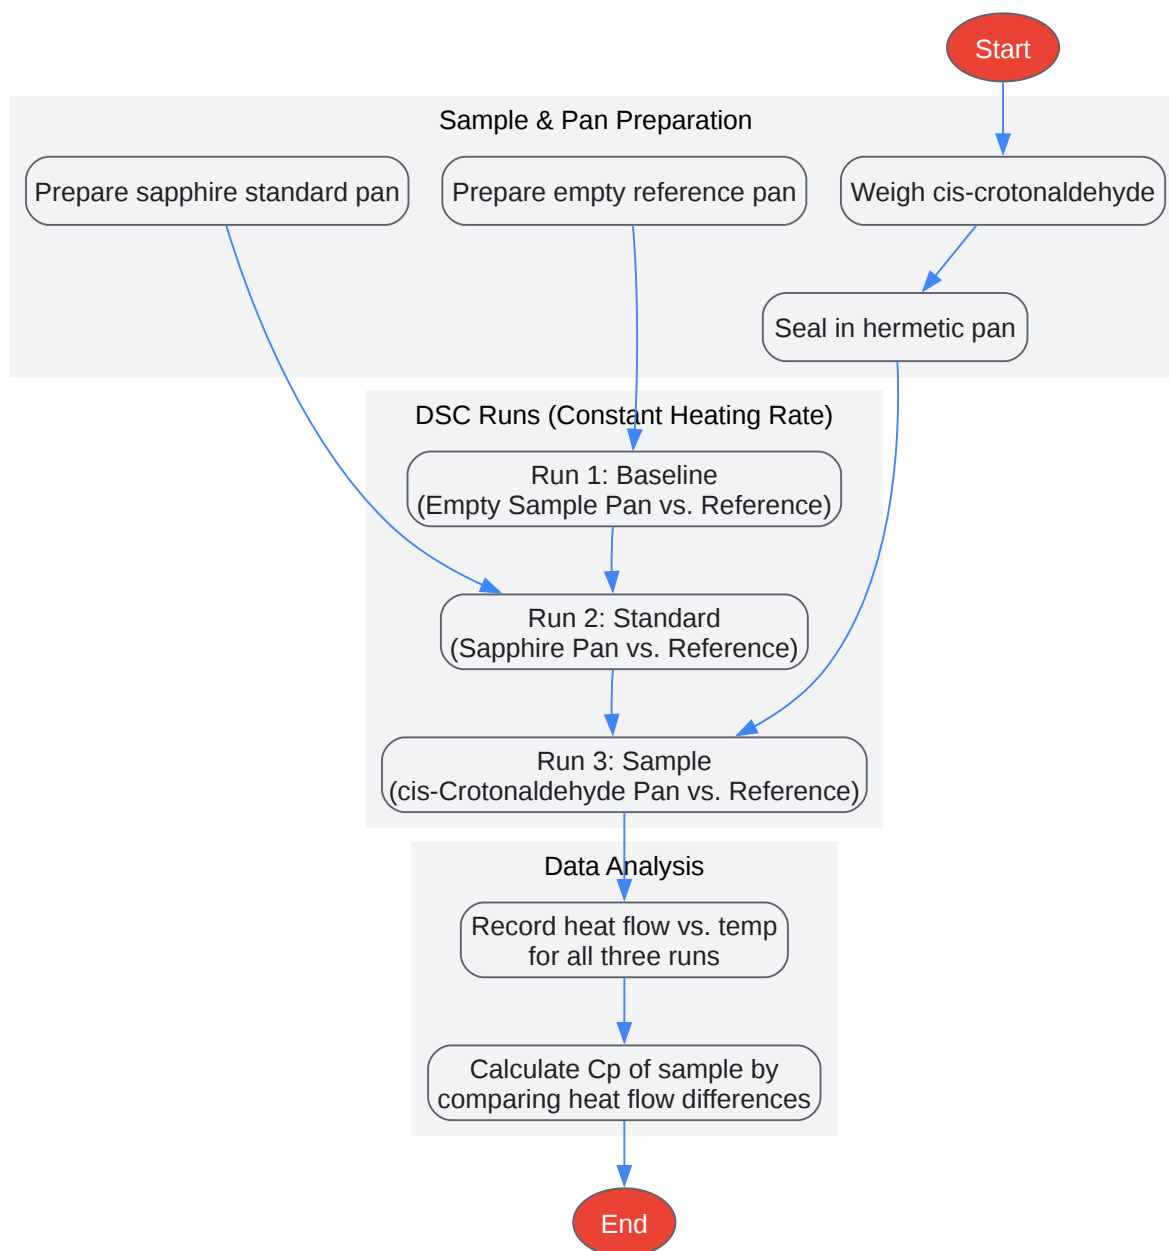 Start
Sample & Pan Preparation
Prepare sapphire standard pan
Prepare empty reference pan
Weigh cis-crotonaldehyde
Seal in hermetic pan
DSC Runs (Constant Heating Rate)
Run 1: Baseline
(Empty Sample Pan vs. Reference)
Run 2: Standard
(Sapphire Pan vs. Reference)
Run 3: Sample
(cis-Crotonaldehyde Pan vs. Reference)
Data Analysis
Record heat flow vs. temp
for all three runs
Calculate Cp of sample by
comparing heat flow differences
End